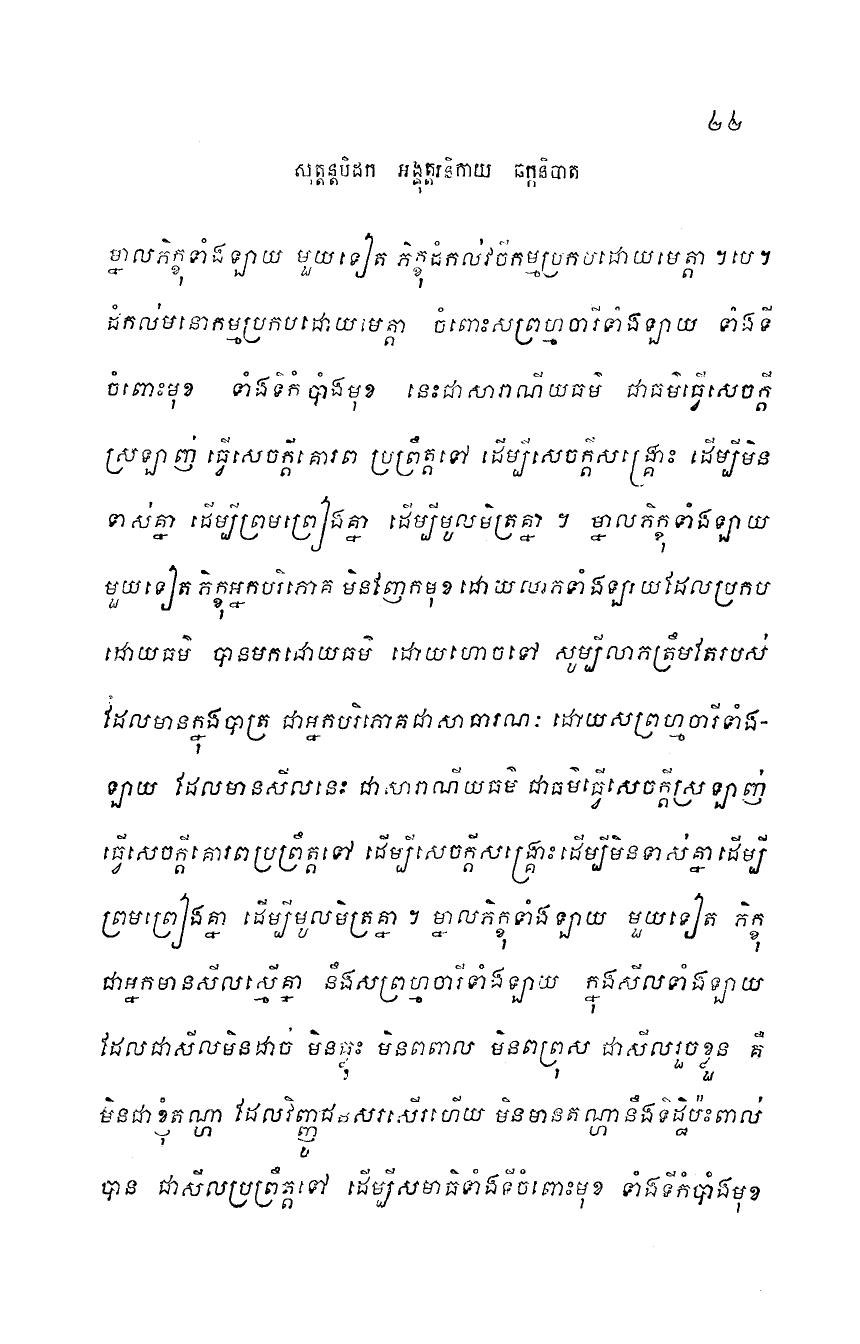 ៤៤
សុត្តន្តបិដក អង្គុត្តរនិកាយ ឆក្កនិបាត
ម្នាលភិក្ខុទាំងឡាយ មួយទៀត ភិក្ខុដំកល់វចីកម្មប្រកបដោយមេត្តា ។បេ។
ដំកល់មនោកម្មប្រកបដោយមេត្តា ចំពោះសព្រហ្មចារីទាំងឡាយ ទាំងទី
ចំពោះមុខ ទាំងទីកំបាំងមុខ នេះជាសារាណីយធម៌ ជាធម៌ធ្វើសេចក្តី
ស្រឡាញ់ ធ្វើសេចក្តីគោរព ប្រព្រឹត្តទៅ ដើម្បីសេចក្តីសង្គ្រោះ ដើម្បីមិន
ទាស់គ្នា ដើម្បីព្រមព្រៀងគ្នា ដើម្បីមូលមិត្រគ្នា ។ ម្នាលភិក្ខុទាំងឡាយ
មួយទៀត ភិក្ខុអ្នកបរិភោគ មិនវិញែកមុខដោយលាភទាំងឡាយដែលប្រកប
ដោយធម៌ បានមកដោយធម៌ ដោយហោចទៅ សូម្បីលាភត្រឹមតែរបស់
ដែលមានក្នុងបាត្រ ជាអ្នកបរិភោគជាសាធារណៈ ដោយសព្រហ្មចារីទាំង-
ឡាយ ដែលមានសីលនេះ ជាសារាណីយធម៌ ជាធម៌ធ្វើសេចក្តីស្រឡាញ់
ធ្វើសេចក្តីគោរពប្រព្រឹត្តទៅ ដើម្បីសេចក្តីសង្គ្រោះដើម្បីមិនទាស់គ្នាដើម្បី
ព្រមព្រៀងគ្នា ដើម្បីមូលមិត្រគ្នា ។ ម្នាលភិក្ខុទាំងឡាយ មួយទៀត ភិក្ខុ
ជាអ្នកមានសីលស្មើគ្នា នឹងសព្រហ្មចារីទាំងឡាយ ក្នុងសីលទាំងឡាយ
ដែលជាសីលមិនដាច់ មិនធ្លុះ មិនពពាល មិនពព្រុស ជាសីលរួចខ្លួន គឺ
មិនជាខ្ញុំតណ្ហា ដែលវិញ្ញូជនសរសើរហើយ មិនមានតណ្ហានឹងទិដ្ឋិប៉ះពាល់
បាន ជាសីលប្រព្រឹត្តទៅ ដើម្បីសមាធិទាំងទីចំពោះមុខ ទាំងទីកំបាំងមុខ